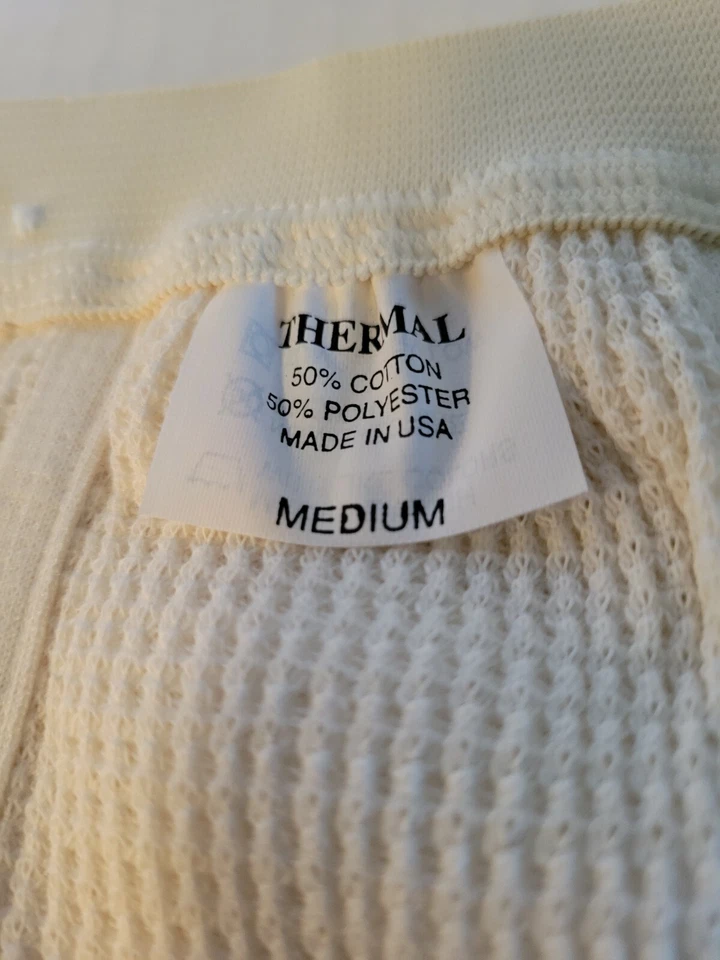 THERMAL
50% COTTON
50% POLYESTER
MADE IN USA
MEDIUM